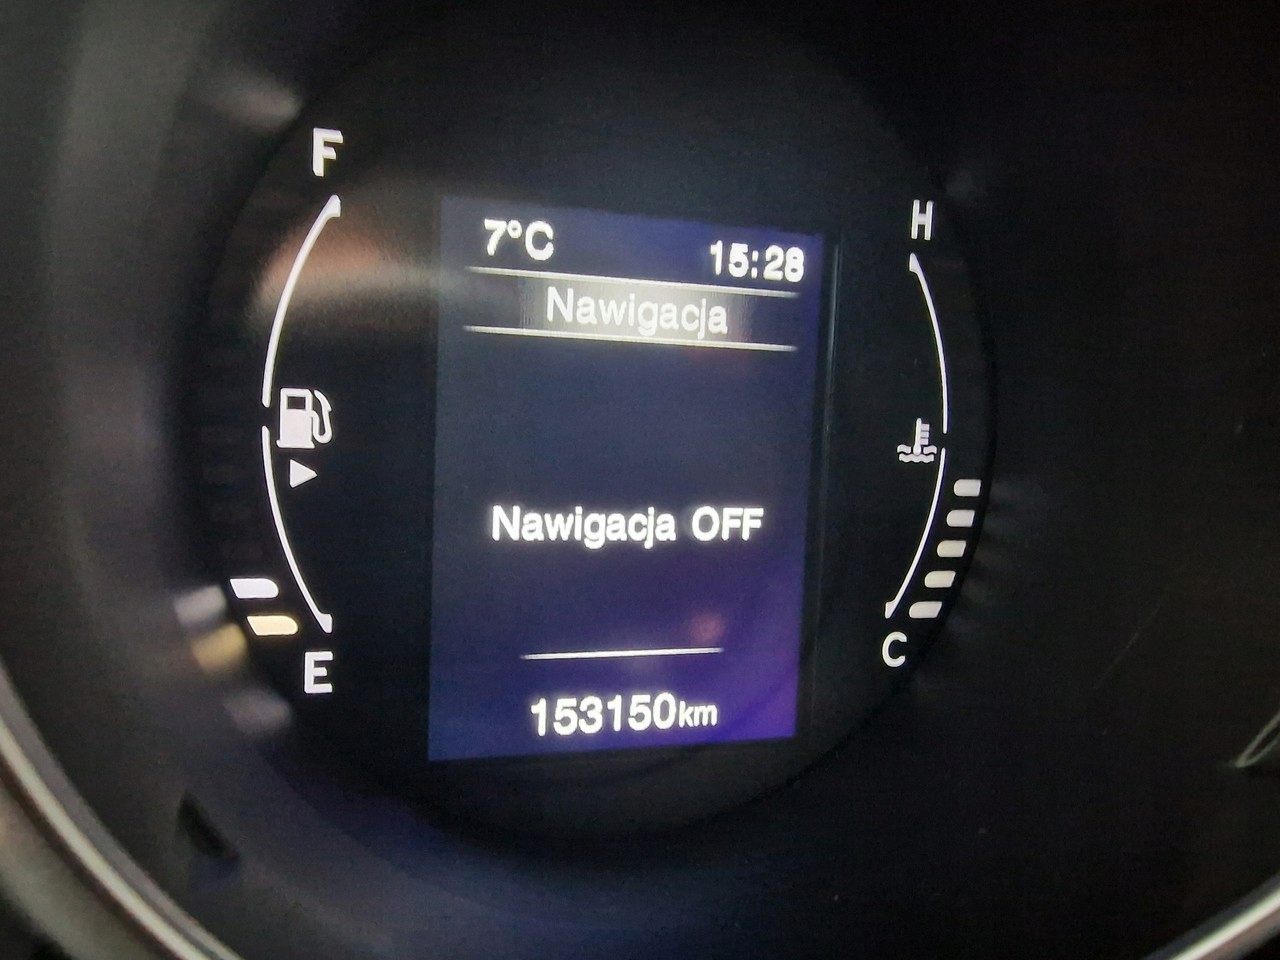 F
H
7°C 15:28
Nawigacja
Nawigacja OFF
E
C
153150km